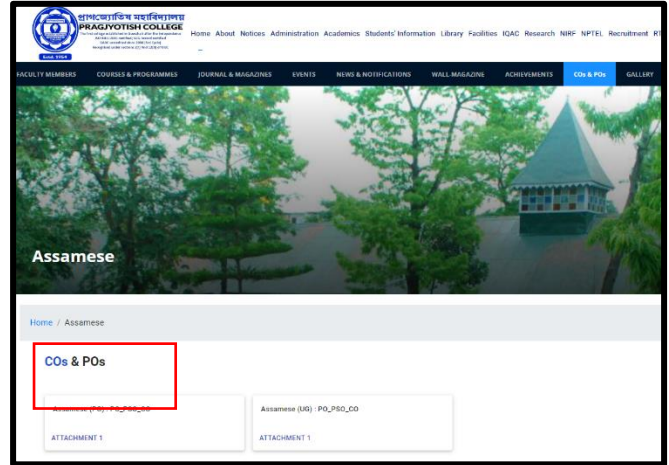 প্রাগজ্যোতিষ মহাবিদ্যালয়
PRAGJYOTISH COLLEGE
Estd. 1954
Home About Notices Administration Academics Students' Information Library Facilities IQAC Research NIRF NPTEL Recruitment
FACULTY MEMBERS COURSES & PROGRAMMES JOURNAL & MAGAZINES EVENTS NEWS & NOTIFICATIONS WALL-MAGAZINE ACHIEVEMENTS COs & POs GALLERY
Assamese
Home / Assamese
COs & POs
Assamese (PG) : PO_PSO_CO Assamese (UG) : PO_PSO_CO
ATTACHMENT 1 ATTACHMENT 1